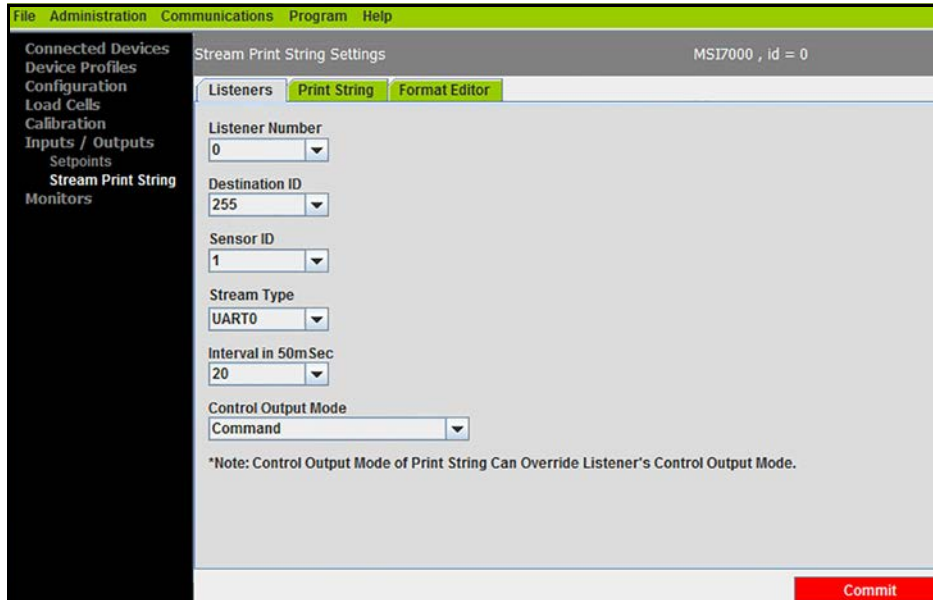 File Administration Communications Program Help
Connected Devices
Device Profiles
Configuration
Load Cells
Calibration
Inputs / Outputs
Setpoints
Stream Print String
Monitors
Stream Print String Settings MSI7000 , id = 0
Listeners Print String Format Editor
Listener Number
0
Destination ID
255
Sensor ID
1
Stream Type
UART0
Interval in 50mSec
20
Control Output Mode
Command
*Note: Control Output Mode of Print String Can Override Listener's Control Output Mode.
Commit